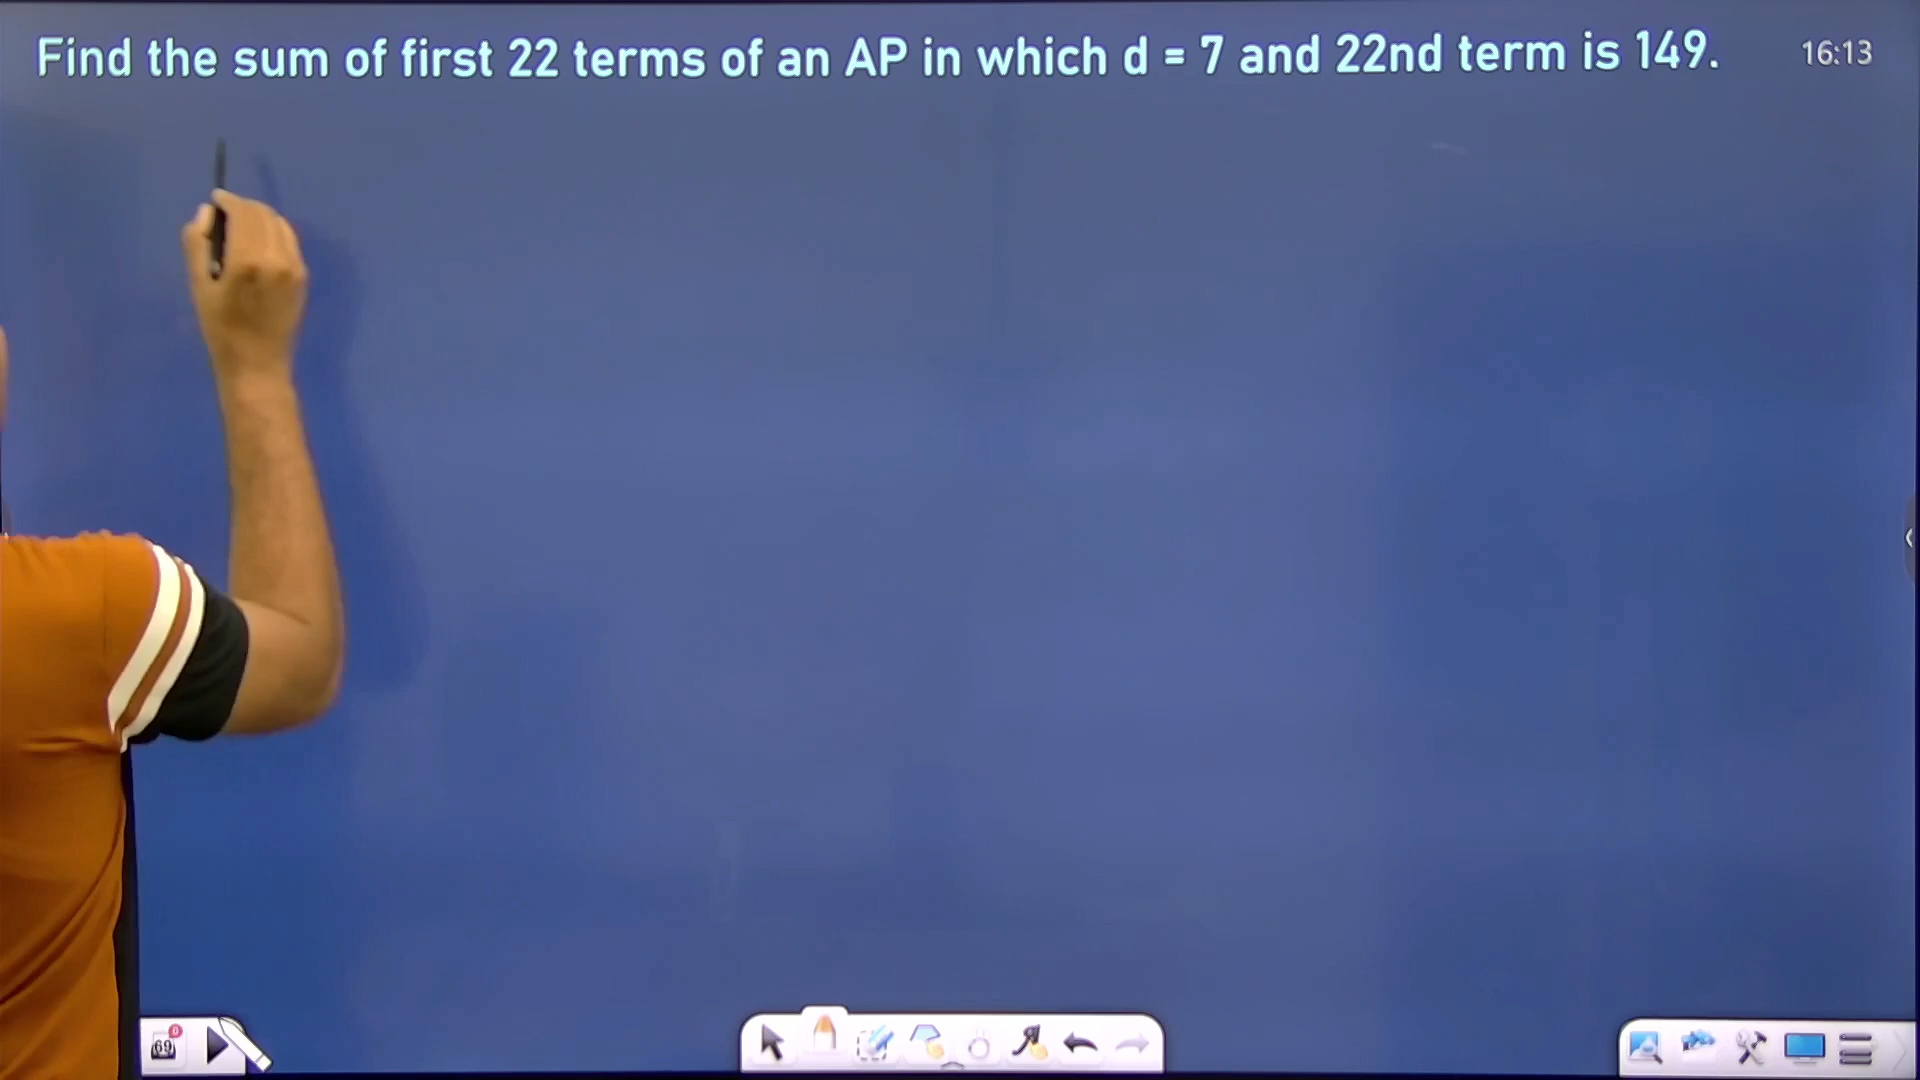 Find the sum of first 22 terms of an AP in which d = 7 and 22nd term is 149.
16:13
69
0